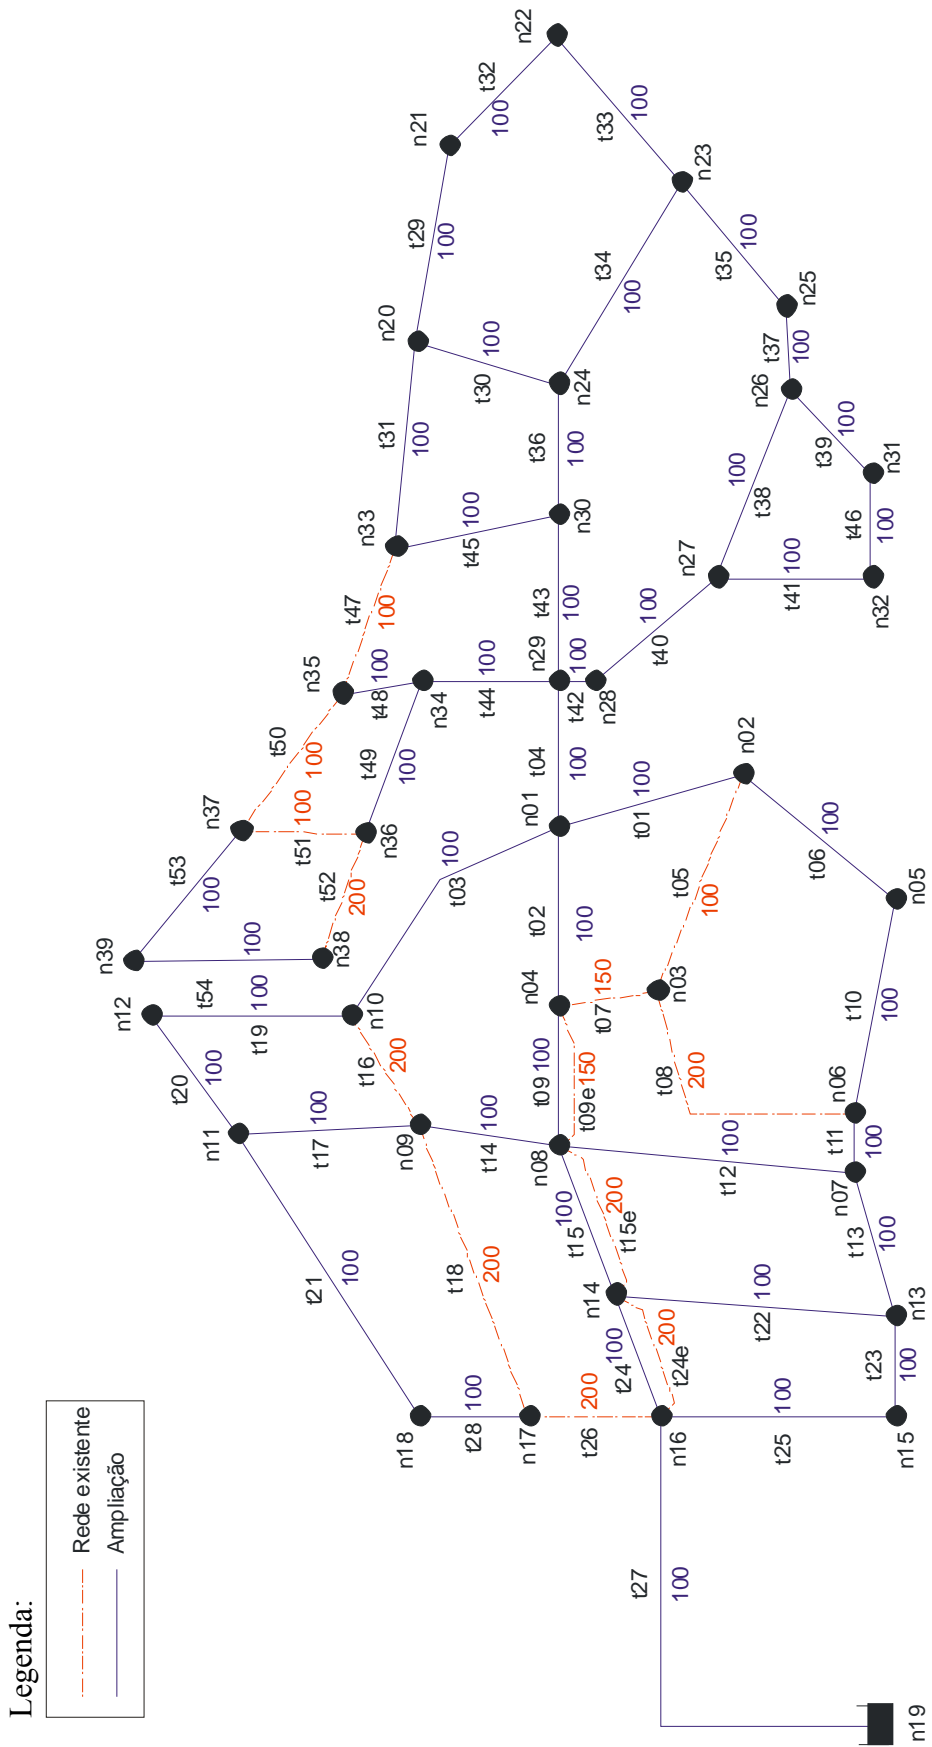 Legenda:
Rede existente
Ampliação
n12
n39
t20
t19
t54
t53
n11
n37
100
100
100
100
n22
t32
t21
t17
n10
n38
t50
n21
100
100
t16
t52
t51
n35
100
t29
100
200
200
100
100
t47
n33
t31
n20
100
n18
n09
n36
t49
t48
100
100
t33
t28
100
t18
t14
t03
100
n34
100
t45
t30
100
n17
200
100
100
t44
100
100
100
n23
t26
200
n08
t09
100
n04
t02
n01
t04
n29
t43
t36
t34
100
t15
100
t09e
150
100
100
t42
100
100
n24
100
n14
t15e
200
t07
150
n28
n30
t35
t24
100
t24e
200
n16
t08
n03
t05
t01
100
t40
100
100
t27
100
200
100
n02
n27
t38
100
n25
t25
100
t22
100
t12
100
t06
t41
100
n26
t37
100
t11
n06
t10
100
t39
100
n15
t23
100
t13
100
n07
100
100
n05
n32
t46
100
n31
n13
n19